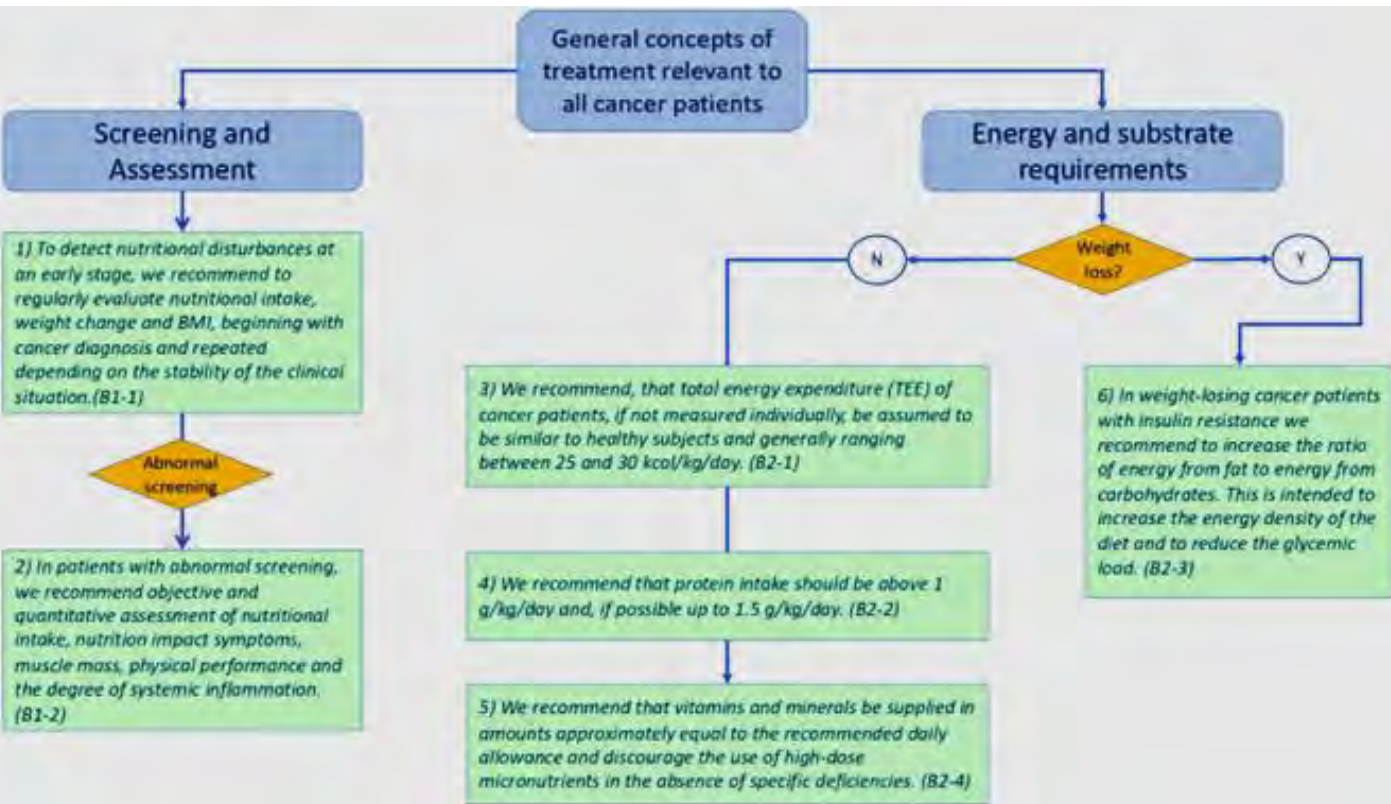 General concepts of
treatment relevant to
all cancer patients
Screening and
Assessment
1) To detect nutritional disturbances at
an early stage, we recommend to
regularly evaluate nutritional intake,
weight change and BMI, beginning with
cancer diagnosis and repeated
depending on the stability of the clinical
situation.(B1-1)
Abnormal
screening
2) In patients with abnormal screening,
we recommend objective and
quantitative assessment of nutritional
intake, nutrition impact symptoms,
muscle mass, physical performance and
the degree of systemic inflammation.
(B1-2)
Energy and substrate
requirements
Weight
loss?
N
Y
3) We recommend, that total energy expenditure (TEE) of
cancer patients, if not measured individually, be assumed to
be similar to healthy subjects and generally ranging
between 25 and 30 kcal/kg/day. (B2-1)
4) We recommend that protein intake should be above 1
g/kg/day and, if possible up to 1.5 g/kg/day. (B2-2)
5) We recommend that vitamins and minerals be supplied in
amounts approximately equal to the recommended daily
allowance and discourage the use of high-dose
micronutrients in the absence of specific deficiencies. (B2-4)
6) In weight-losing cancer patients
with insulin resistance we
recommend to increase the ratio
of energy from fat to energy from
carbohydrates. This is intended to
increase the energy density of the
diet and to reduce the glycemic
load. (B2-3)